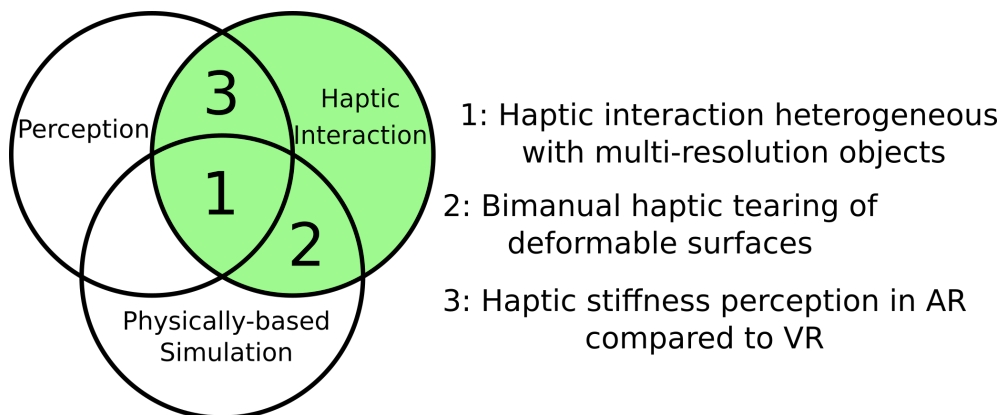 3
Haptic
Interaction
Perception
1
2
Physically-based
Simulation
1: Haptic interaction heterogeneous
with multi-resolution objects
2: Bimanual haptic tearing of
deformable surfaces
3: Haptic stiffness perception in AR
compared to VR